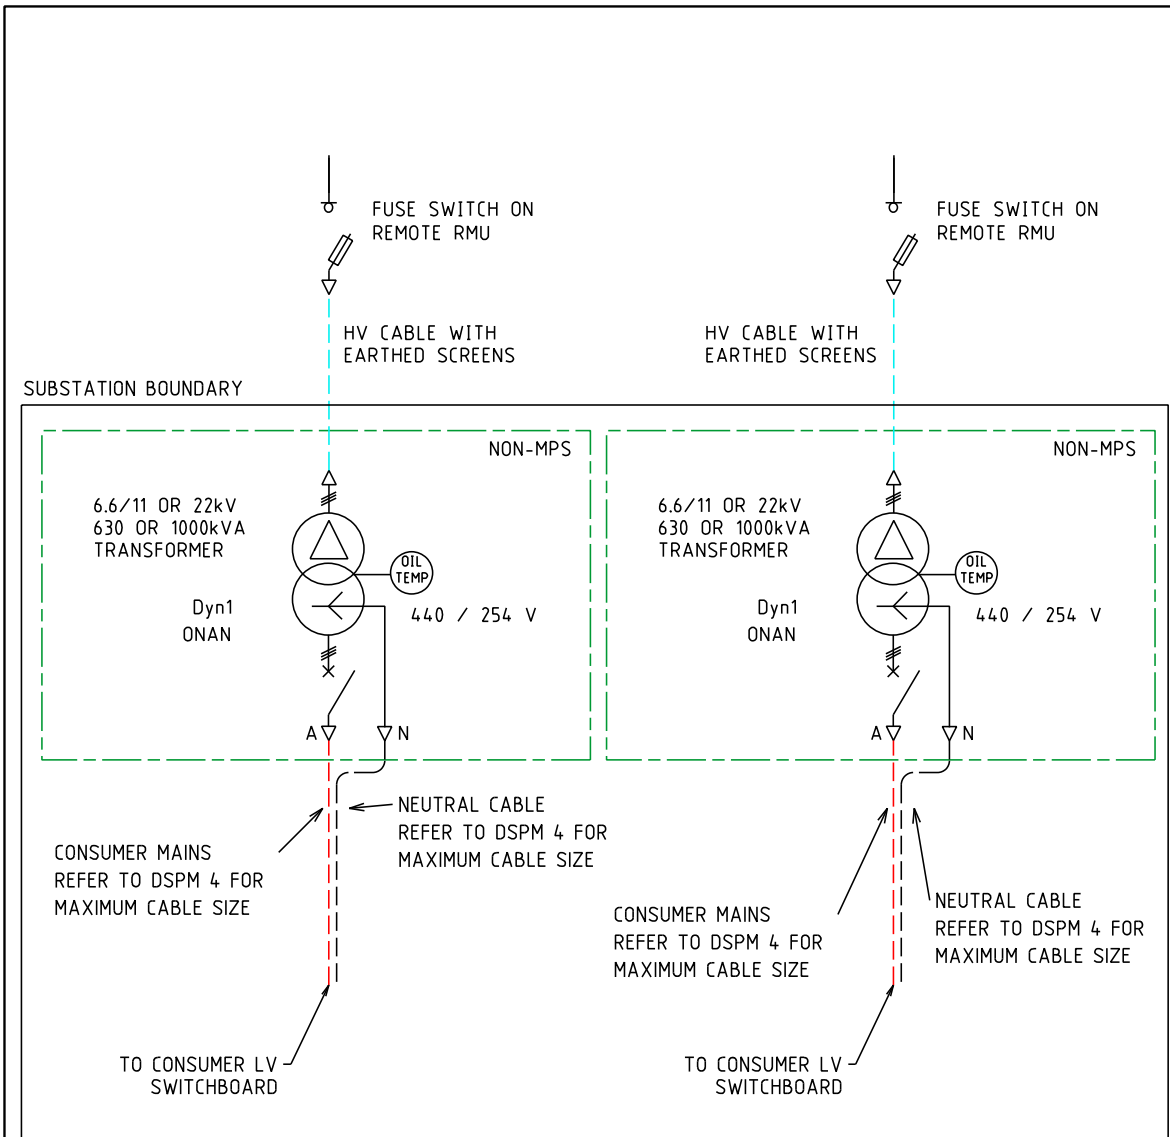 FUSE SWITCH ON
REMOTE RMU
FUSE SWITCH ON
REMOTE RMU
HV CABLE WITH
EARTHED SCREENS
HV CABLE WITH
EARTHED SCREENS
SUBSTATION BOUNDARY
NON-MPS
6.6/11 OR 22kV
630 OR 1000kVA
TRANSFORMER
OIL
TEMP
Dyn1
ONAN
440 / 254 V
A
N
NON-MPS
6.6/11 OR 22kV
630 OR 1000kVA
TRANSFORMER
OIL
TEMP
Dyn1
ONAN
440 / 254 V
A
N
NEUTRAL CABLE
REFER TO DSPM 4 FOR
MAXIMUM CABLE SIZE
CONSUMER MAINS
REFER TO DSPM 4 FOR
MAXIMUM CABLE SIZE
CONSUMER MAINS
REFER TO DSPM 4 FOR
MAXIMUM CABLE SIZE
NEUTRAL CABLE
REFER TO DSPM 4 FOR
MAXIMUM CABLE SIZE
TO CONSUMER LV
SWITCHBOARD
TO CONSUMER LV
SWITCHBOARD